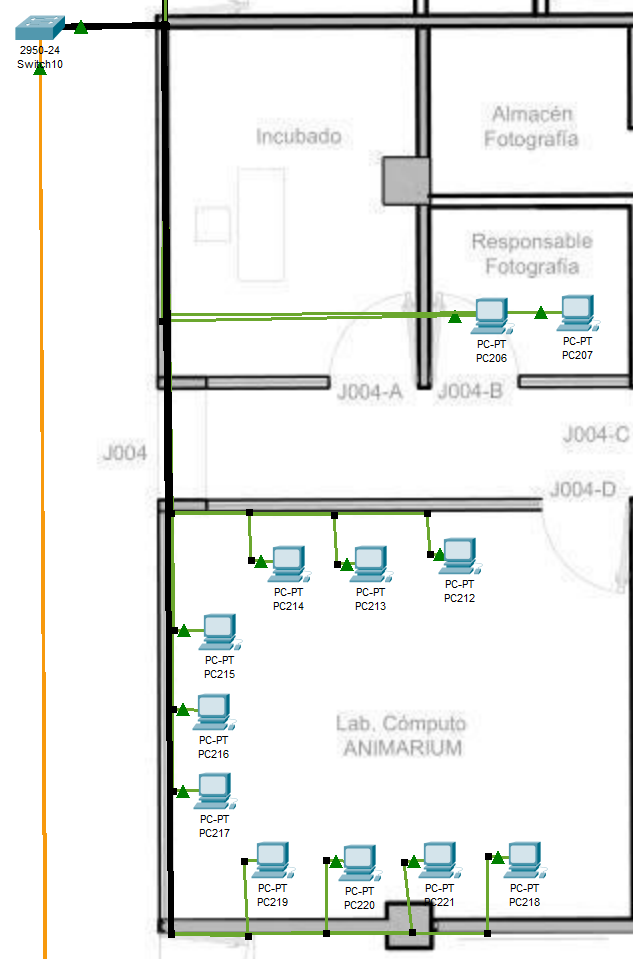 2950-24
Switch10
Incubado
Almacén
Fotografía
Responsable
Fotografía
PC-PT
PC206
PC-PT
PC207
J004-A
J004-B
J004-C
J004
J004-D
PC-PT
PC214
PC-PT
PC213
PC-PT
PC212
PC-PT
PC215
PC-PT
PC216
PC-PT
PC217
Lab. Cómputo
ANIMARIUM
PC-PT
PC219
PC-PT
PC220
PC-PT
PC221
PC-PT
PC218